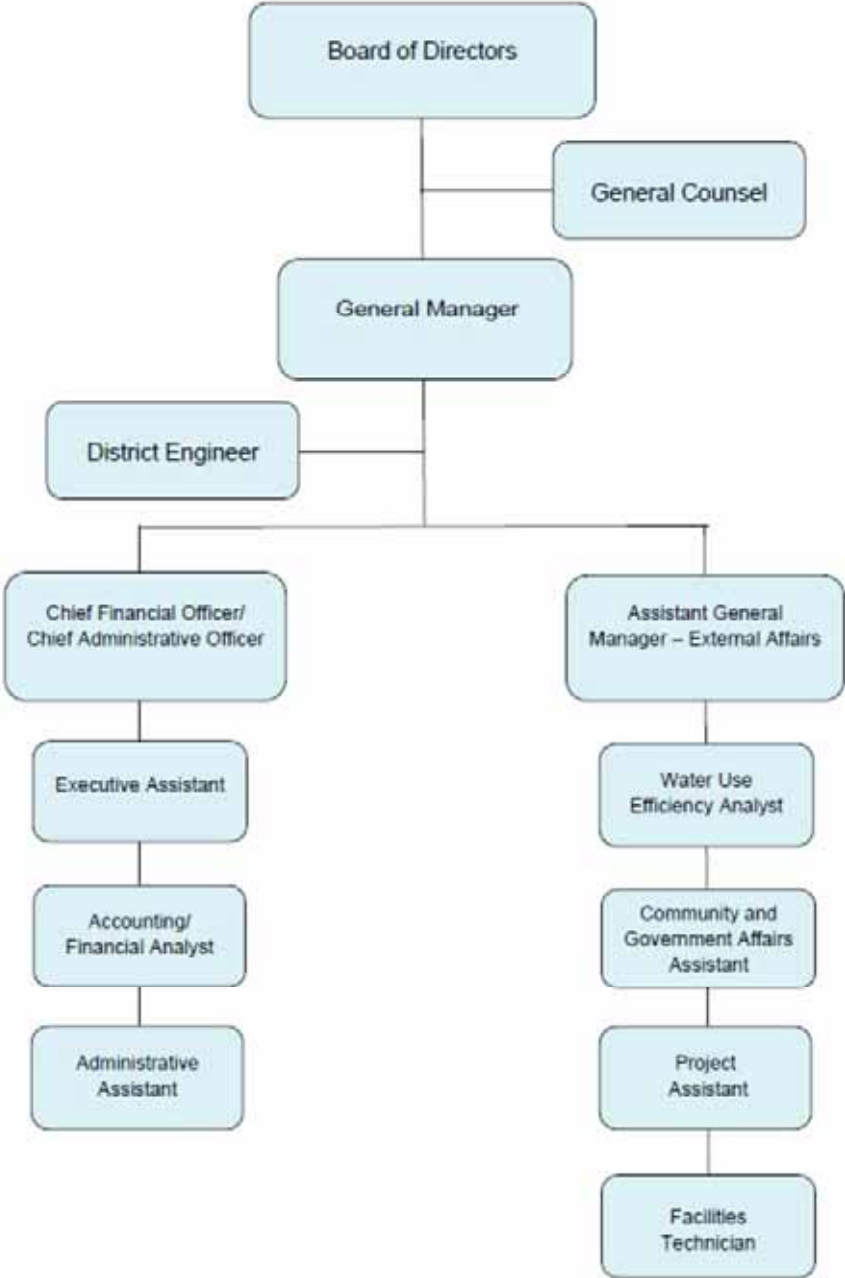 Board of Directors
General Counsel
General Manager
District Engineer
Chief Financial Officer/
Chief Administrative Officer
Assistant General
Manager – External Affairs
Executive Assistant
Water Use
Efficiency Analyst
Accounting/
Financial Analyst
Community and
Government Affairs
Assistant
Administrative
Assistant
Project
Assistant
Facilities
Technician